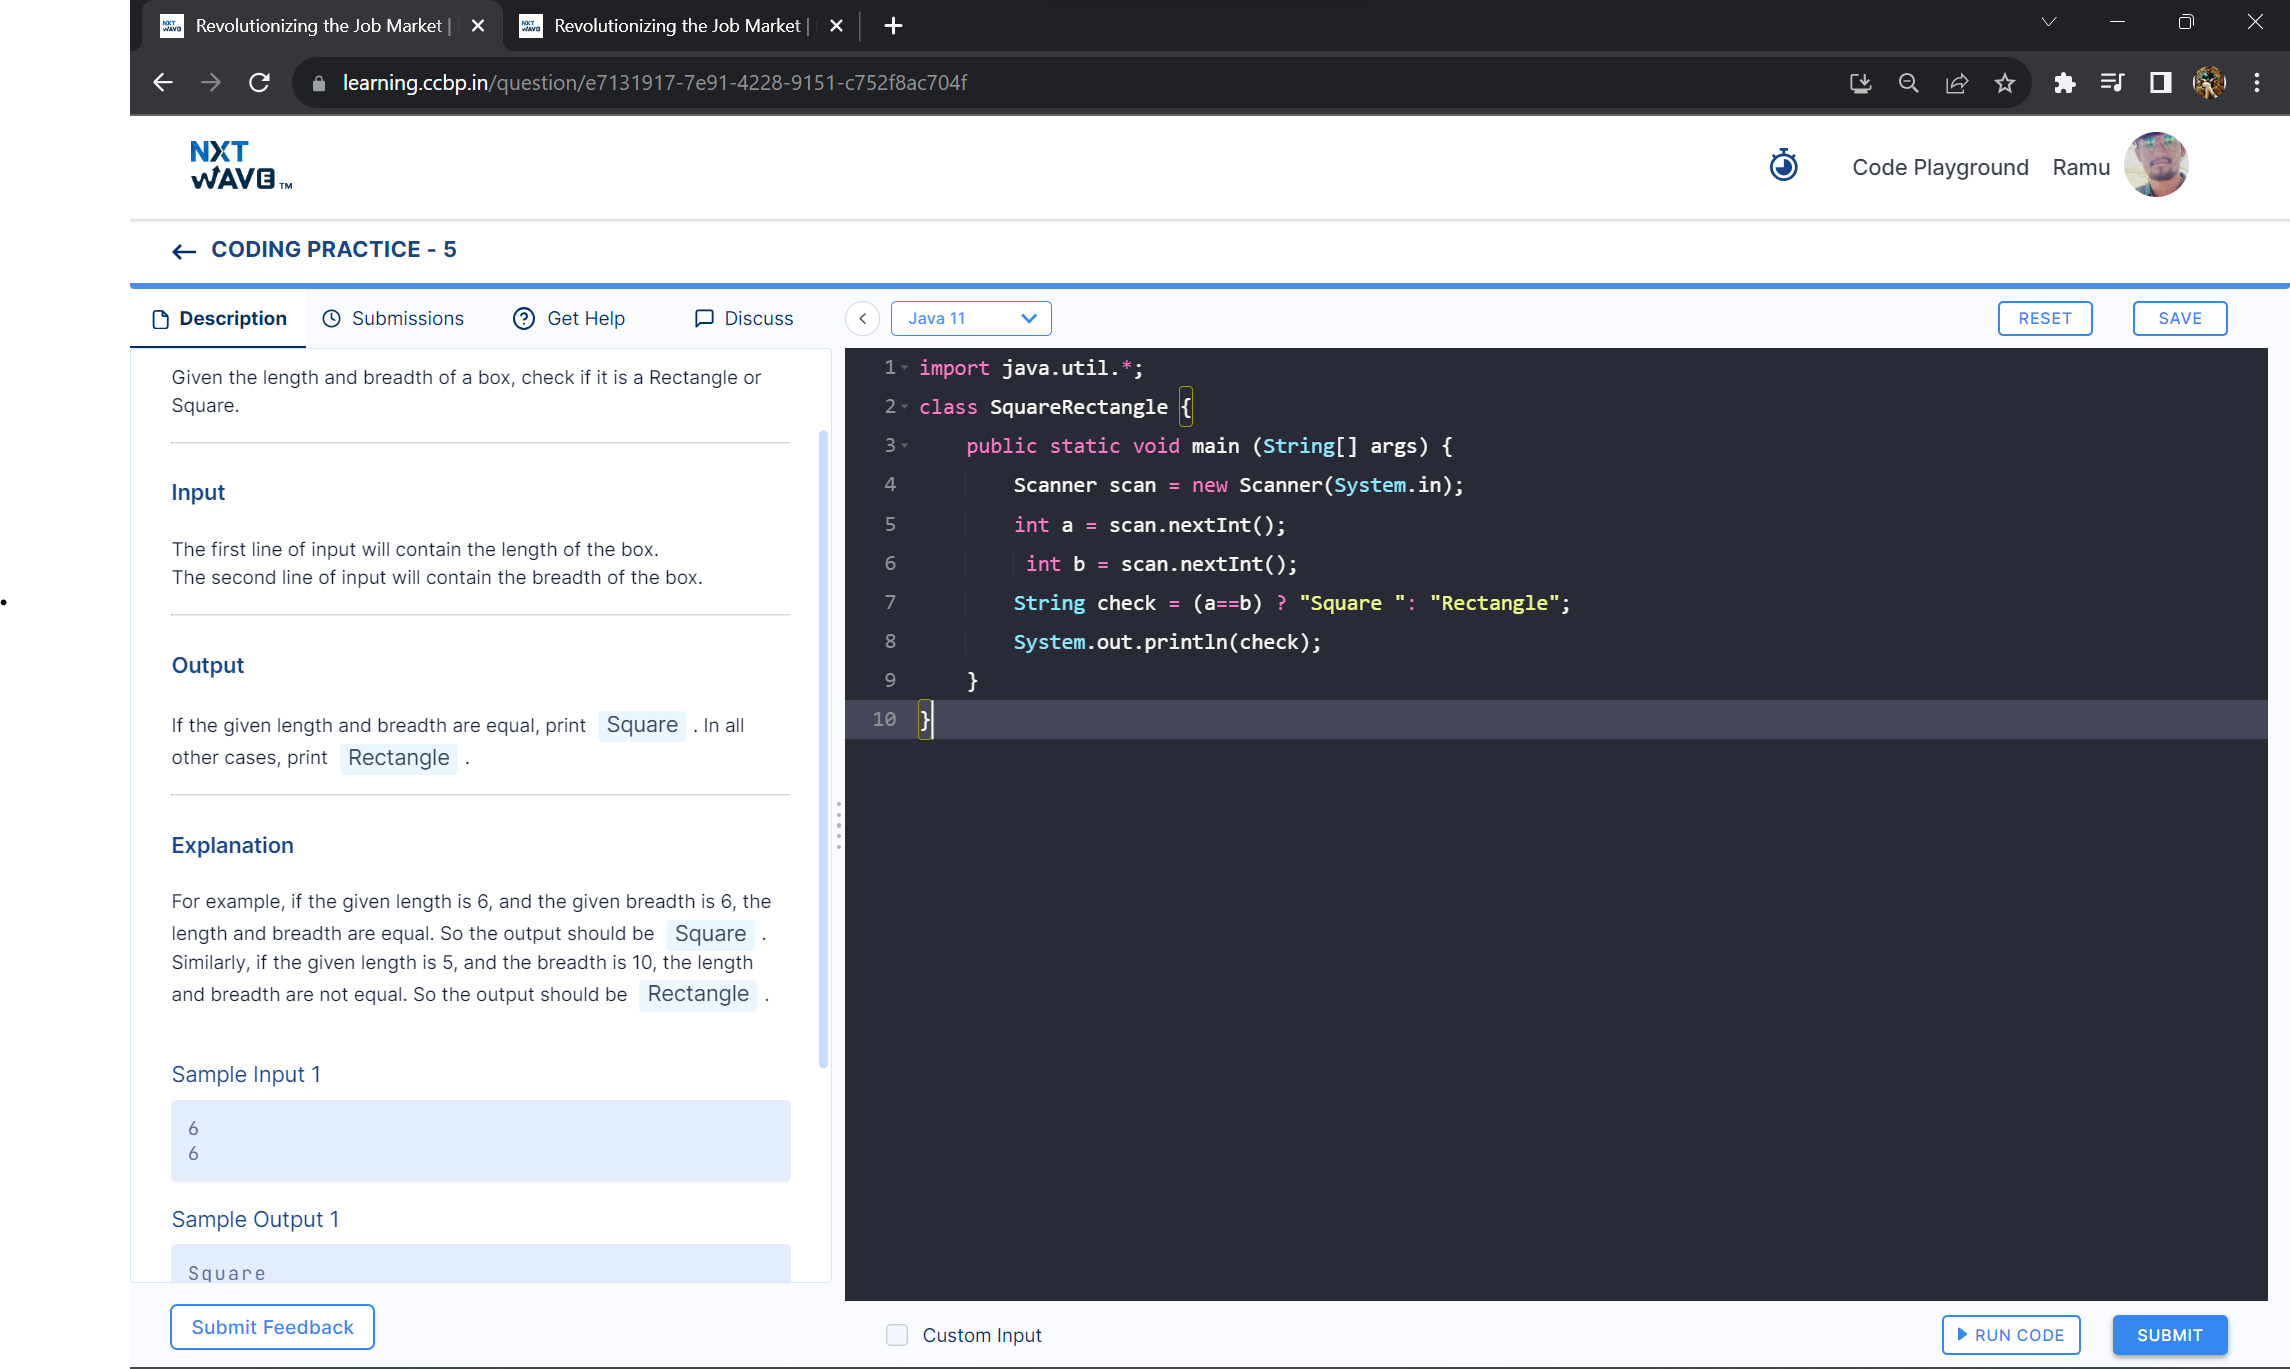 Revolutionizing the Job Market |
Revolutionizing the Job Market |
learning.ccbp.in/question/e7131917-7e91-4228-9151-c752f8ac704f
NXT
WAVE TM
Code Playground Ramu
CODING PRACTICE - 5
Description Submissions Get Help Discuss
Java 11 RESET SAVE
Given the length and breadth of a box, check if it is a Rectangle or
Square.
Input
The first line of input will contain the length of the box.
The second line of input will contain the breadth of the box.
Output
If the given length and breadth are equal, print Square . In all
other cases, print Rectangle .
Explanation
For example, if the given length is 6, and the given breadth is 6, the
length and breadth are equal. So the output should be Square .
Similarly, if the given length is 5, and the breadth is 10, the length
and breadth are not equal. So the output should be Rectangle .
Sample Input 1
6
6
Sample Output 1
Square
Submit Feedback
1 import java.util.*;
2 class SquareRectangle {
3 public static void main (String[] args) {
4 Scanner scan = new Scanner(System.in);
5 int a = scan.nextInt();
6 int b = scan.nextInt();
7 String check = (a==b) ? "Square ": "Rectangle";
8 System.out.println(check);
9 }
10 }
Custom Input
RUN CODE SUBMIT